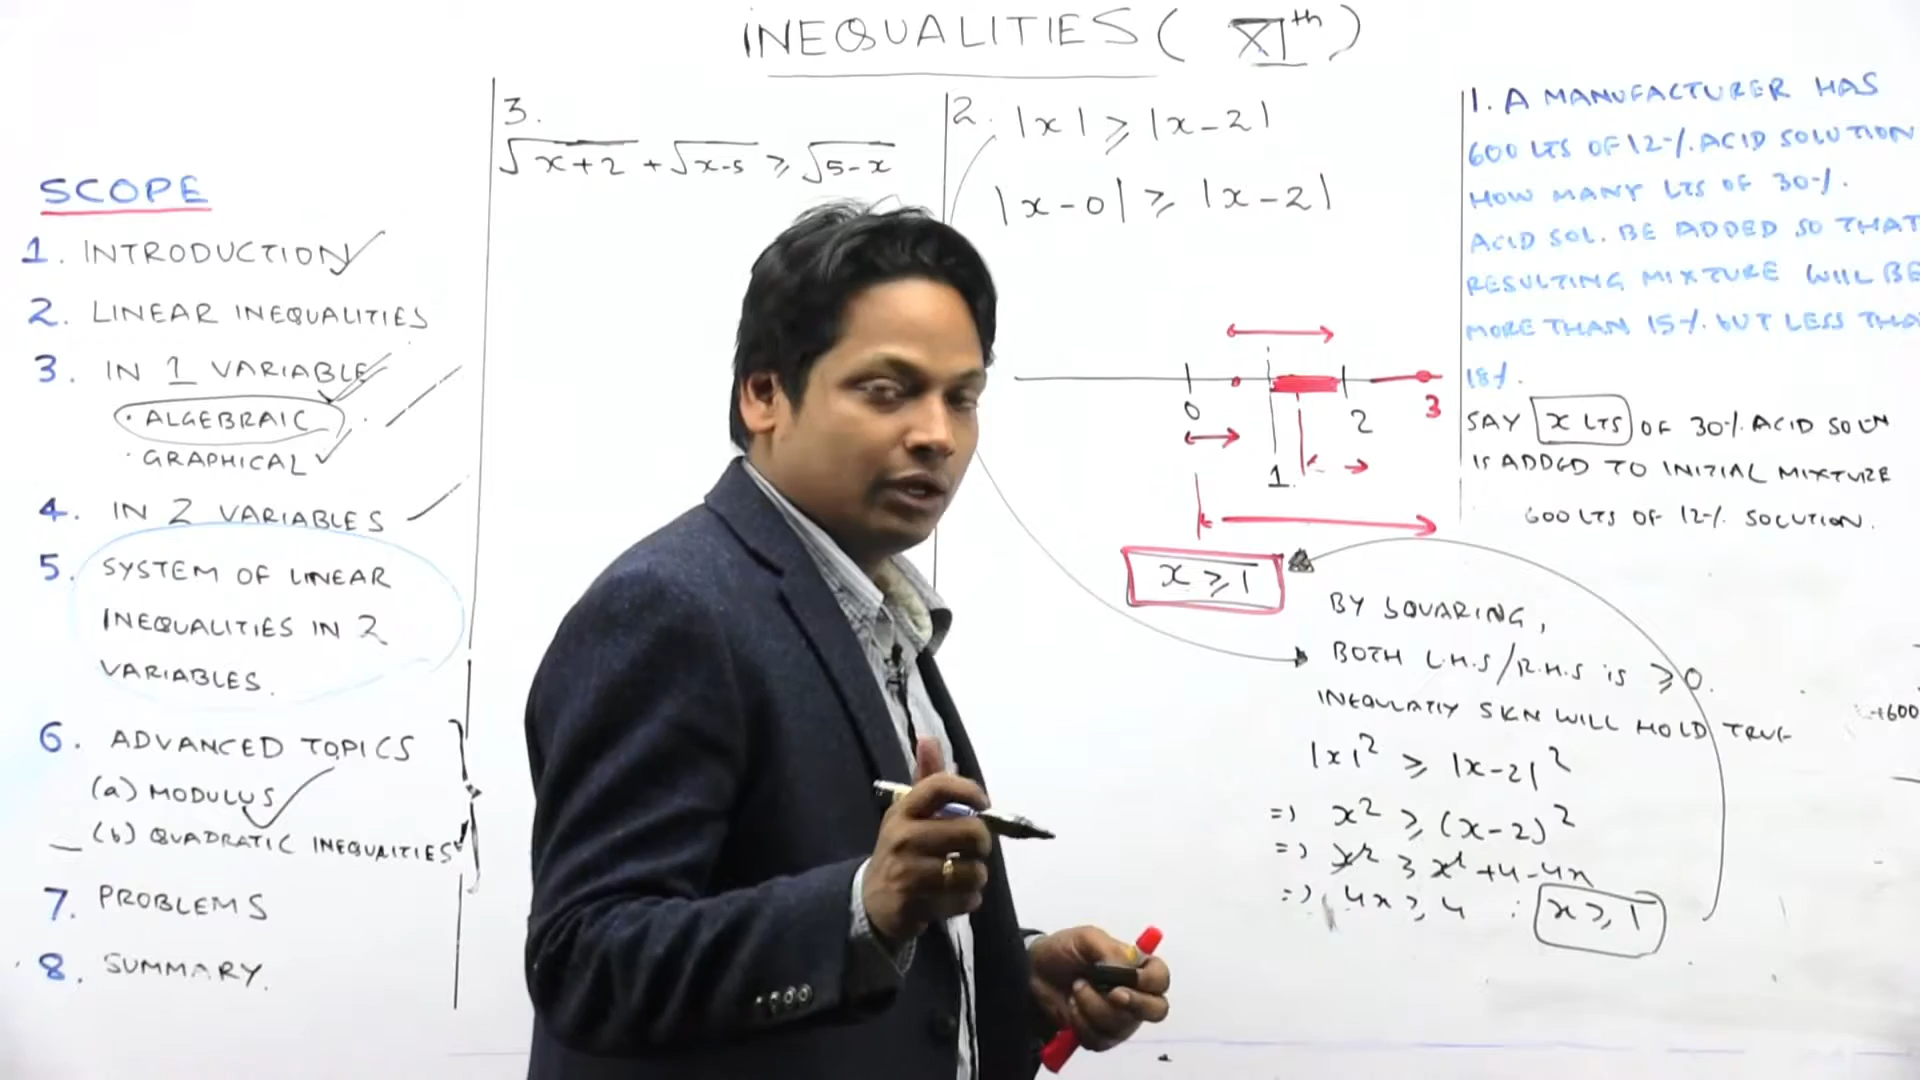 INEQUALITIES ( XIth )
SCOPE
1. INTRODUCTION
2. LINEAR INEQUALITIES
3. IN 1 VARIABLE
· ALGEBRAIC
· GRAPHICAL
4. IN 2 VARIABLES
5. SYSTEM OF LINEAR
INEQUALITIES IN 2
VARIABLES.
6. ADVANCED TOPICS
(a) MODULUS
(b) QUADRATIC INEQUALITIES
7. PROBLEMS
8. SUMMARY.
3.
√x+2 + √x-5 ≥ √5-x
2. |x| ≥ |x-2|
|x-0| ≥ |x-2|
0
1
2
3
x ≥ 1
BY SQUARING,
BOTH L.H.S/R.H.S is ≥ 0.
WILL HOLD TRUE
|x|² ≥ |x-2|²
=> x² ≥ (x-2)²
=> x² ≥ x² +4-4x
=> 4x ≥ 4 : x ≥ 1
1. A MANUFACTURER HAS
600 LTS OF 12% ACID SOLUTION
HOW MANY LTS OF 30%.
ACID SOL. BE ADDED SO THAT
RESULTING MIXTURE WILL BE
MORE THAN 15% BUT LESS THA
18%.
SAY x LTS OF 30% ACID SOLN
IS ADDED TO INITIAL MIXTURE
600 LTS OF 12% SOLUTION.
+600